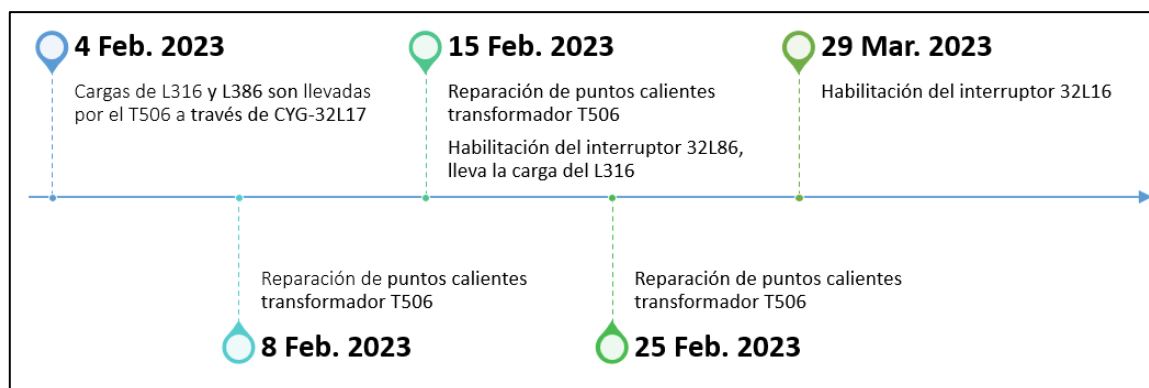 4 Feb. 2023
Cargas de L316 y L386 son llevadas
por el T506 a través de CYG-32L17
15 Feb. 2023
Reparación de puntos calientes
transformador T506
Habilitación del interruptor 32L86,
lleva la carga del L316
29 Mar. 2023
Habilitación del interruptor 32L16
Reparación de puntos calientes
transformador T506
8 Feb. 2023
Reparación de puntos calientes
transformador T506
25 Feb. 2023